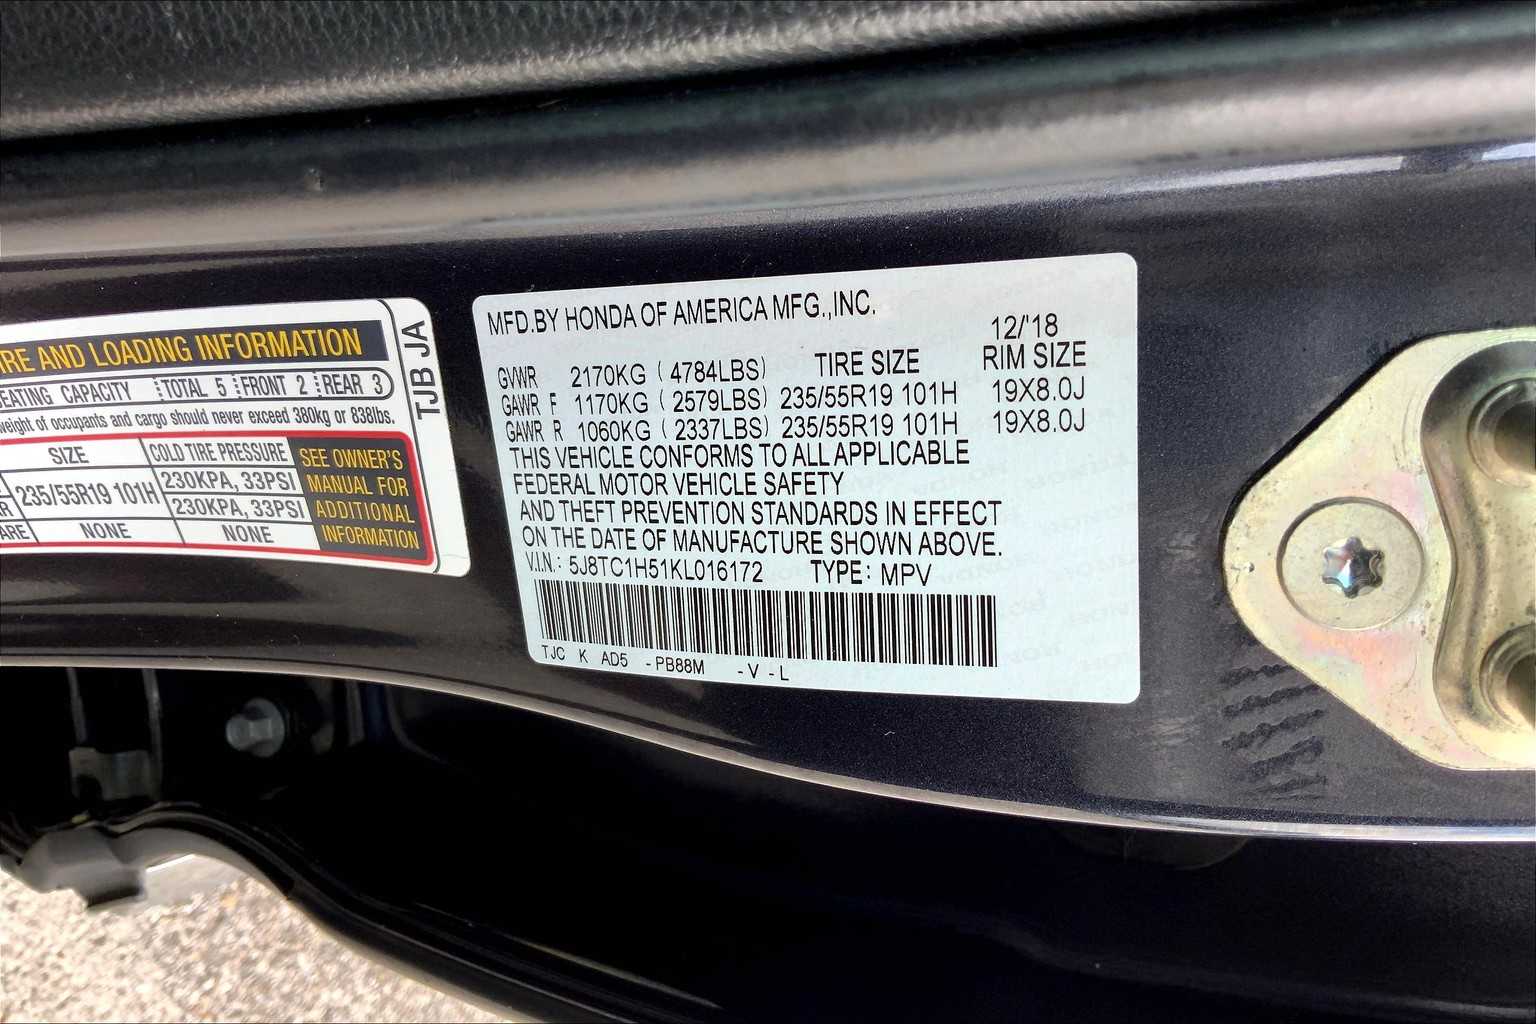 RE AND LOADING INFORMATION
EATING CAPACITY TOTAL 5 FRONT 2 REAR 3
weight of occupants and cargo should never exceed 380kg or 838lbs.
SIZE COLD TIRE PRESSURE SEE OWNER'S
MANUAL FOR
ADDITIONAL
INFORMATION
235/55R19 101H 230KPA, 33PSI
230KPA, 33PSI
ARE NONE NONE
TJB JA
MFD.BY HONDA OF AMERICA MFG.,INC.
12/'18
GVWR 2170KG (4784LBS) TIRE SIZE RIM SIZE
GAWR F 1170KG (2579LBS) 235/55R19 101H 19X8.0J
GAWR R 1060KG (2337LBS) 235/55R19 101H 19X8.0J
THIS VEHICLE CONFORMS TO ALL APPLICABLE
FEDERAL MOTOR VEHICLE SAFETY
AND THEFT PREVENTION STANDARDS IN EFFECT
ON THE DATE OF MANUFACTURE SHOWN ABOVE.
V.I.N.: 5J8TC1H51KL016172 TYPE: MPV
TJC K AD5 -PB88M -V-L